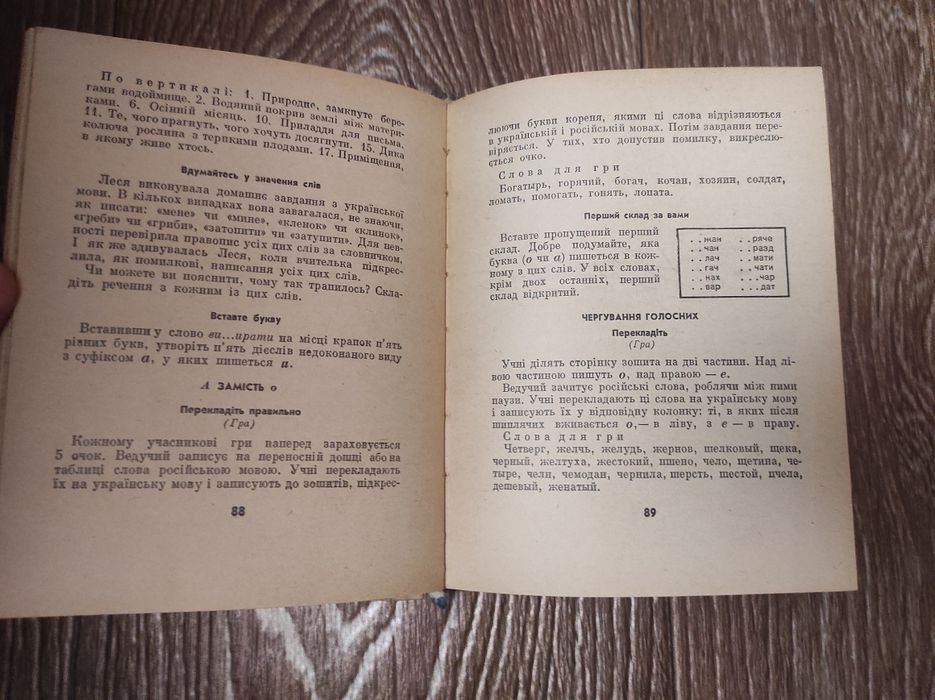 По вертикалі: 1. Природне, замкнуте бере-
гами водоймище. 2. Водяний покрив землі між матери-
ками. 6. Осінній місяць. 10. Приладдя для письма.
11. Те, чого прагнуть, чого хочуть досягнути. 15. Дика
колюча рослина з терпкими плодами. 17. Приміщення,
в якому живе хтось.
Вдумайтесь у значення слів
Леся виконувала домашнє завдання з української
мови. В кількох випадках вона завагалася, не знаючи,
як писати: «мене» чи «мине», «кленок» чи «клинок»,
«греби» чи «гриби», «затопити» чи «затупити». Для пев-
ності перевірила правопис усіх цих слів за словничком.
І як же здивувалась Леся, коли вчителька підкрес-
лила, як помилкові, написання усіх цих слів.
Чи можете ви пояснити, чому так трапилось? Скла-
діть речення з кожним із цих слів.
Вставте букву
Вставивши у слово ви...ирати на місці крапок п'ять
різних букв, утворіть п'ять дієслів недоконаного виду
з суфіксом а, у яких пишеться и.
А ЗАМІСТЬ о
Перекладіть правильно
(Гра)
Кожному учасникові гри наперед зараховується
5 очок. Ведучий записує на переносній дошці або на
таблиці слова російською мовою. Учні перекладають
їх на українську мову і записують до зошитів, підкрес-
88
люючи букви кореня, якими ці слова відрізняються
в українській і російській мовах. Потім завдання пере-
віряється. У тих, хто допустив помилку, викреслю-
ється очко.
Слова для гри
Богатырь, горячий, богач, кочан, хозяин, солдат,
ломать, помогать, гонять, лопата.
Перший склад за вами
Вставте пропущений перший
склад. Добре подумайте, яка
буква (о чи а) пишеться в кож-
ному з цих слів. У всіх словах,
крім двох останніх, перший
склад відкритий.
..жан ..ряче
..чан ..разд
..лач ..мати
..гач ..чати
..нах ...чар
..вар ...дат
ЧЕРГУВАННЯ ГОЛОСНИХ
Перекладіть
(Гра)
Учні ділять сторінку зошита на дві частини. Над лі-
вою частиною пишуть о, над правою — е.
Ведучий зачитує російські слова, роблячи між ними
паузи. Учні перекладають ці слова на українську мову
і записують їх у відповідну колонку: ті, в яких після
шиплячих вживається о,— в ліву, з е — в праву.
Слова для гри
Четверг, желчь, желудь, жернов, шелковый, щека,
черный, желтуха, жестокий, пшено, чело, щетина, че-
тыре, челн, чемодан, чернила, шерсть, шестой, пчела,
дешевый, женатый.
89